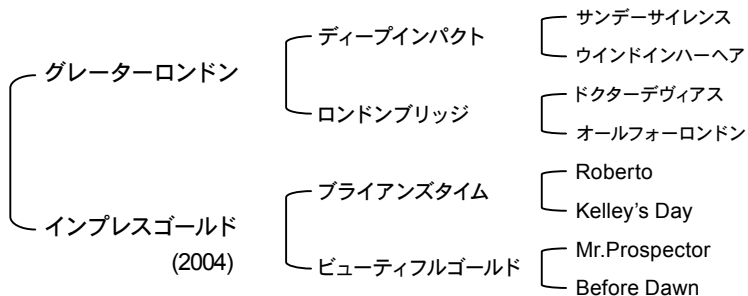 サンデーサイレンス
ディープインパクト
ウインドインハーヘア
グレーターロンドン
ドクターデヴィアス
ロンドンブリッジ
オールフォーロンドン
Roberto
ブライアンズタイム
Kelley's Day
インプレスゴールド
(2004)
Mr.Prospector
ビューティフルゴールド
Before Dawn